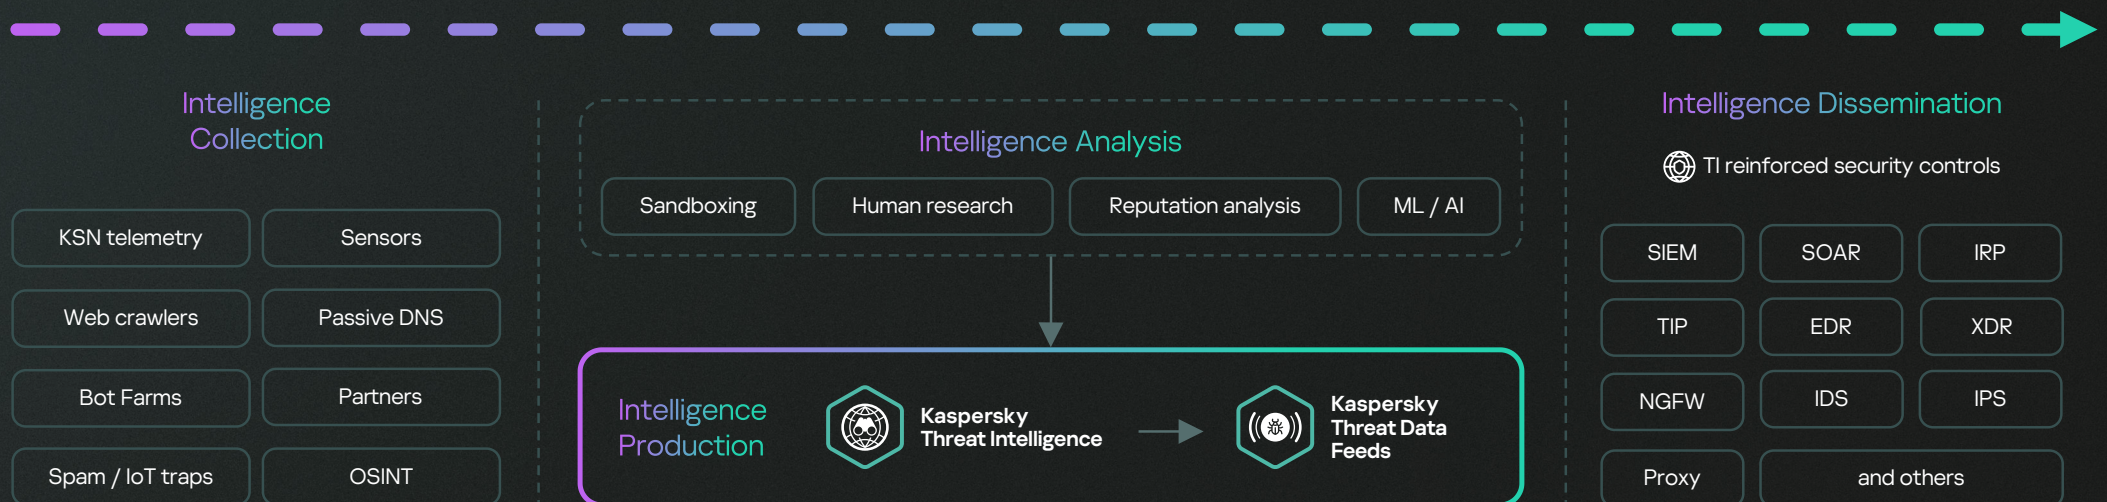 Intelligence
Collection
KSN telemetry
Sensors
Web crawlers
Passive DNS
Bot Farms
Partners
Spam / IoT traps
OSINT
Intelligence Analysis
Sandboxing
Human research
Reputation analysis
ML / AI
Intelligence
Production
Kaspersky
Threat Intelligence
Kaspersky
Threat Data
Feeds
Intelligence Dissemination
TI reinforced security controls
SIEM
SOAR
IRP
TIP
EDR
XDR
NGFW
IDS
IPS
Proxy
and others